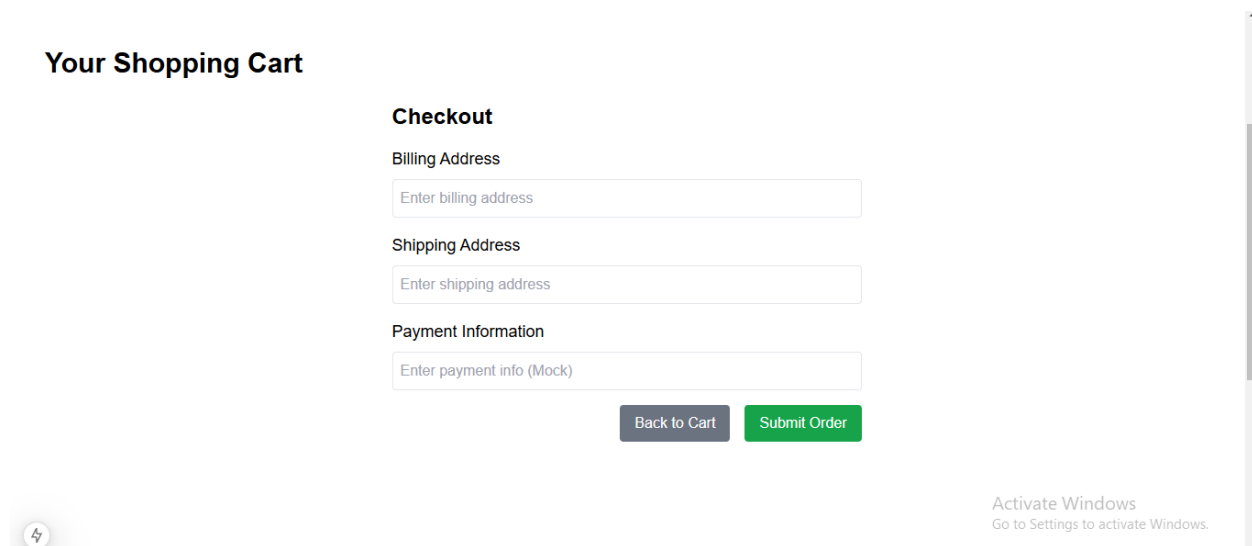 Your Shopping Cart
Checkout
Billing Address
Enter billing address
Shipping Address
Enter shipping address
Payment Information
Enter payment info (Mock)
Back to Cart Submit Order
Activate Windows
Go to Settings to activate Windows.